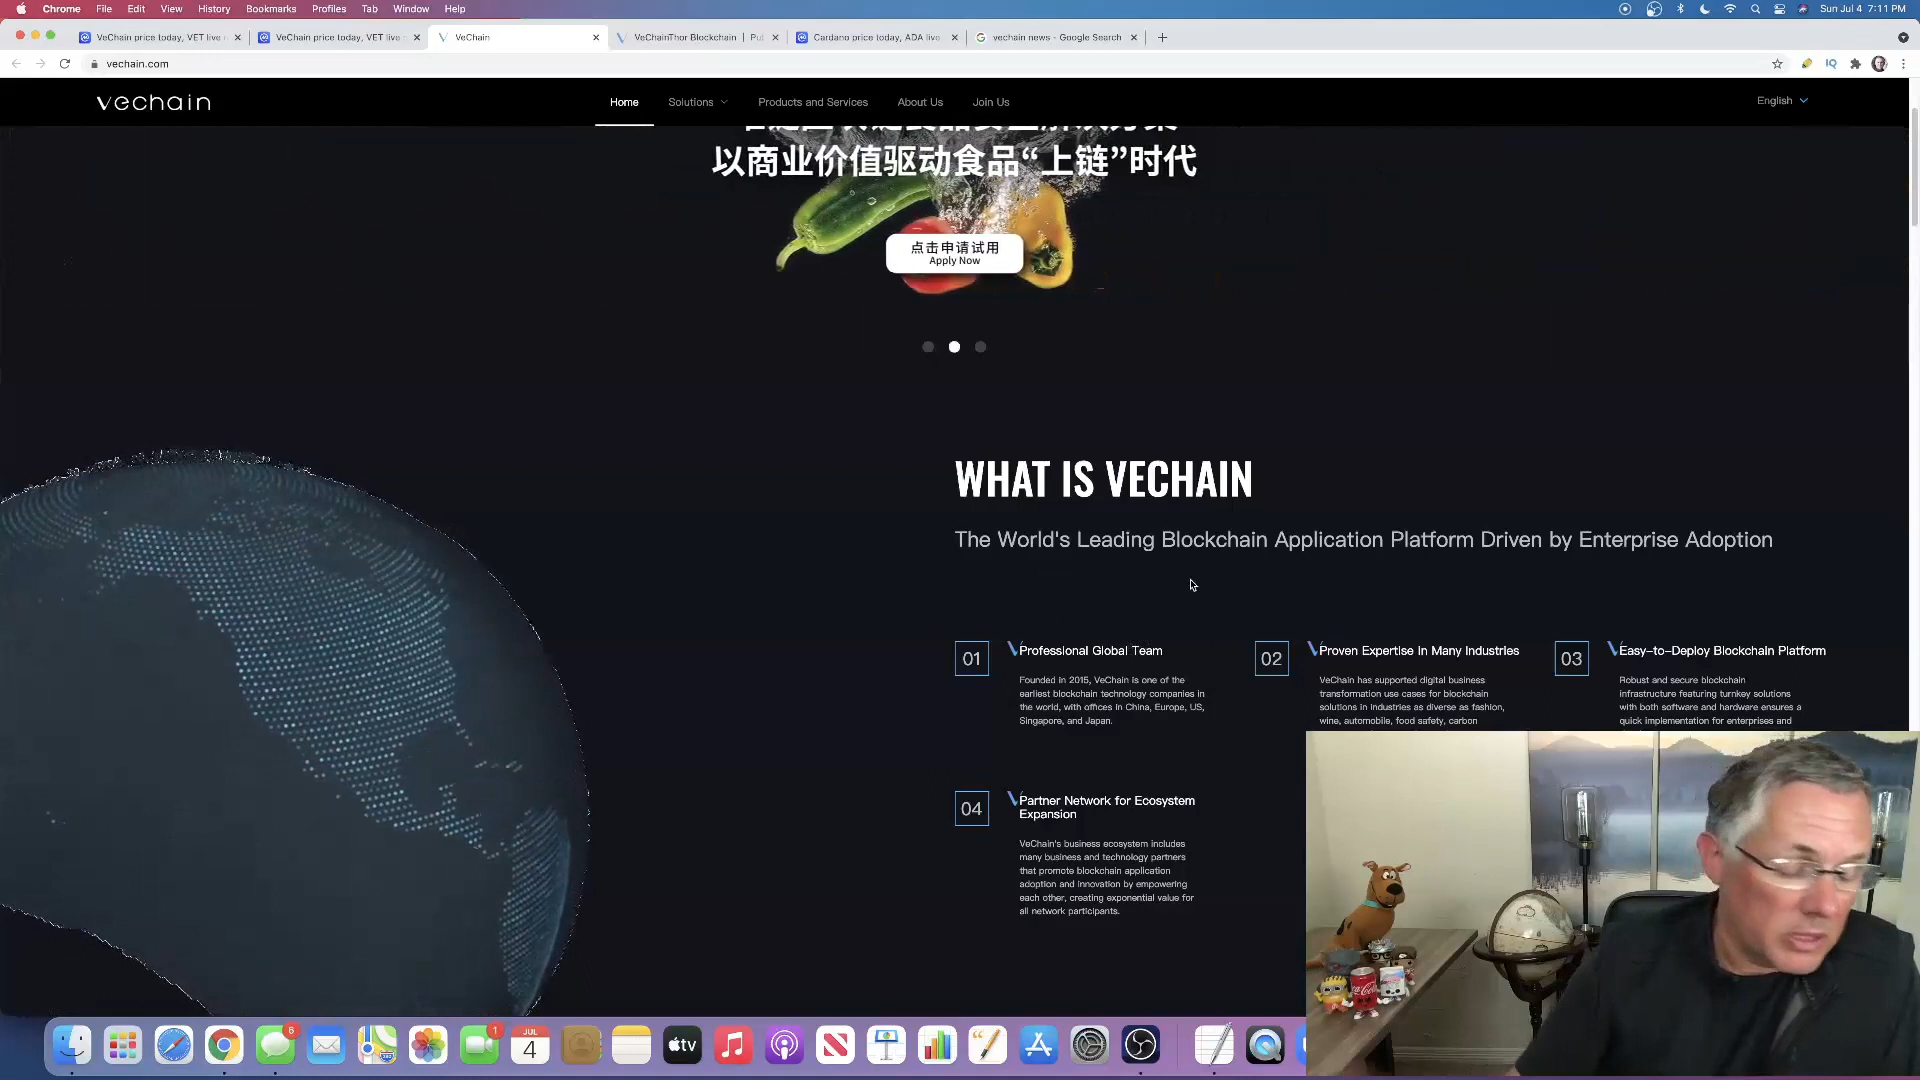 Chrome File Edit View History Bookmarks Profiles Tab Window Help
Sun Jul 4 7:11 PM
VeChain price today, VET live
VeChain price today, VET live
VeChain
VeChainThor Blockchain | Pu
Cardano price today, ADA live
vechain news - Google Search
vechain.com
vechain
Home
Solutions
Products and Services
About Us
Join Us
English
以商业价值驱动食品“上链”时代
点击申请试用
Apply Now
WHAT IS VECHAIN
The World's Leading Blockchain Application Platform Driven by Enterprise Adoption
01
Professional Global Team
Founded in 2015, VeChain is one of the
earliest blockchain technology companies in
the world, with offices in China, Europe, US,
Singapore, and Japan.
02
Proven Expertise In Many Industries
VeChain has supported digital business
transformation use cases for blockchain
solutions in industries as diverse as fashion,
wine, automobile, food safety, carbon
03
Easy-to-Deploy Blockchain Platform
Robust and secure blockchain
infrastructure featuring turnkey solutions
with both software and hardware ensures a
quick implementation for enterprises and
04
Partner Network for Ecosystem
Expansion
VeChain's business ecosystem includes
many business and technology partners
that promote blockchain application
adoption and innovation by empowering
each other, creating exponential value for
all network participants.
6
1
JUL
4
tv